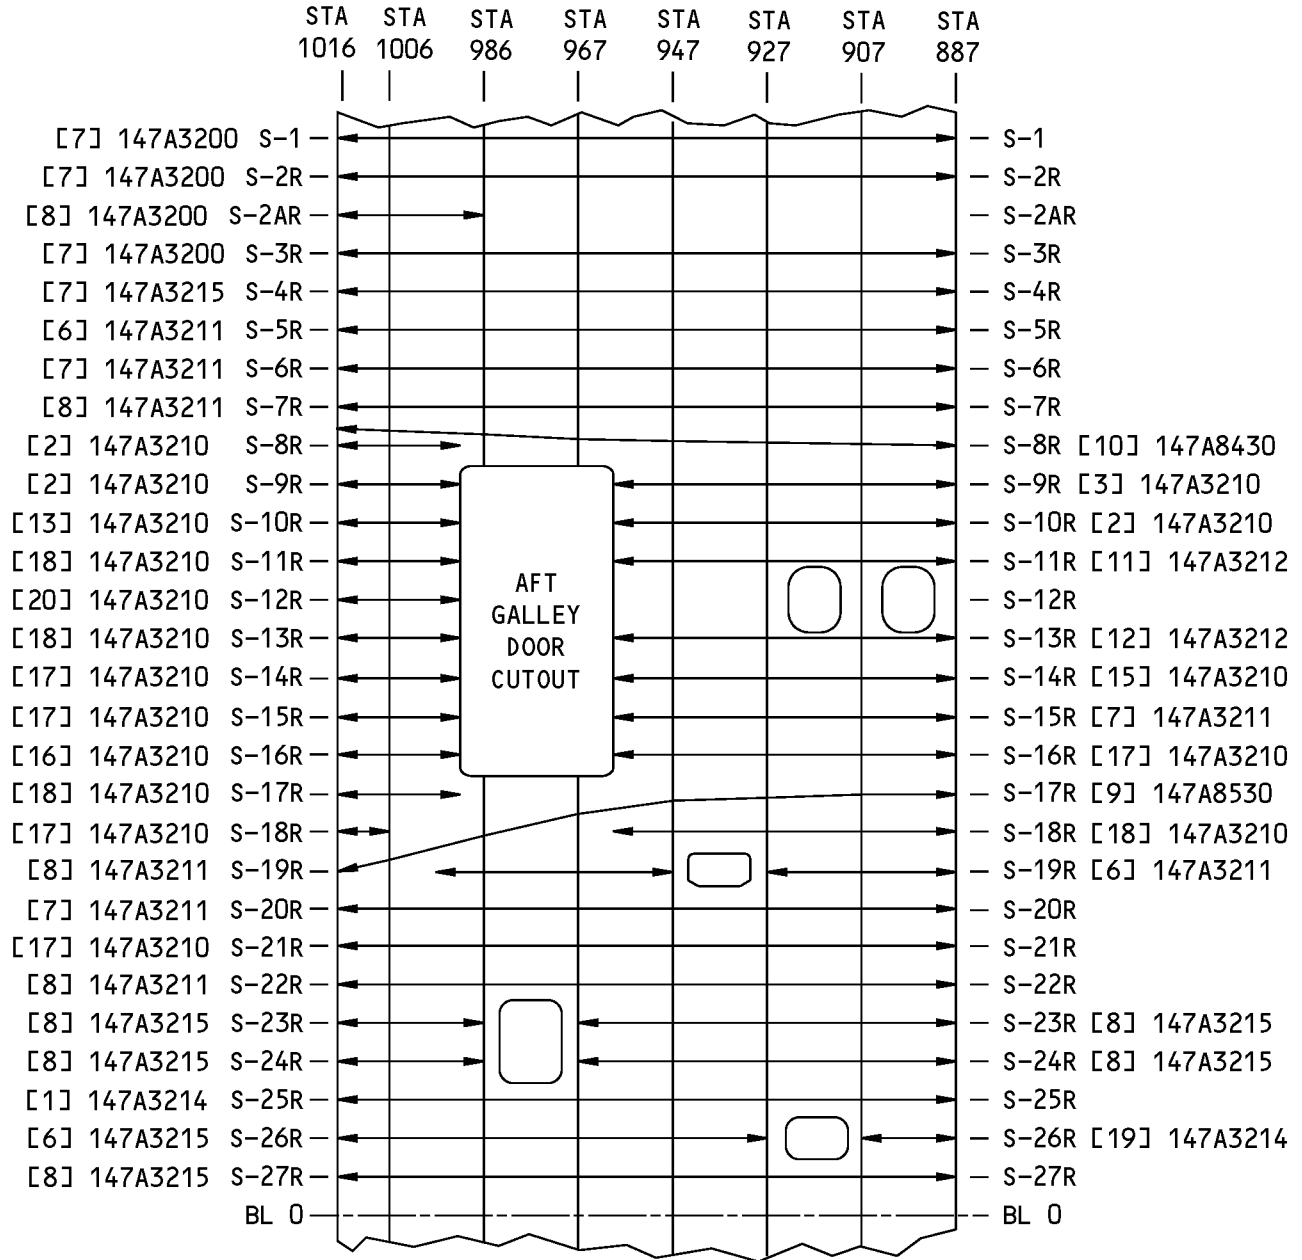 STA STA STA STA STA STA STA STA
1016 1006 986 967 947 927 907 887
[7] 147A3200 S-1 S-1
[7] 147A3200 S-2R S-2R
[8] 147A3200 S-2AR S-2AR
[7] 147A3200 S-3R S-3R
[7] 147A3215 S-4R S-4R
[6] 147A3211 S-5R S-5R
[7] 147A3211 S-6R S-6R
[8] 147A3211 S-7R S-7R
[2] 147A3210 S-8R S-8R [10] 147A8430
[2] 147A3210 S-9R S-9R [3] 147A3210
[13] 147A3210 S-10R S-10R [2] 147A3210
[18] 147A3210 S-11R S-11R [11] 147A3212
[20] 147A3210 S-12R S-12R
[18] 147A3210 S-13R S-13R [12] 147A3212
[17] 147A3210 S-14R S-14R [15] 147A3210
[17] 147A3210 S-15R S-15R [7] 147A3211
[16] 147A3210 S-16R S-16R [17] 147A3210
[18] 147A3210 S-17R S-17R [9] 147A8530
[17] 147A3210 S-18R S-18R [18] 147A3210
[8] 147A3211 S-19R S-19R [6] 147A3211
[7] 147A3211 S-20R S-20R
[17] 147A3210 S-21R S-21R
[8] 147A3211 S-22R S-22R
[8] 147A3215 S-23R S-23R [8] 147A3215
[8] 147A3215 S-24R S-24R [8] 147A3215
[1] 147A3214 S-25R S-25R
[6] 147A3215 S-26R S-26R [19] 147A3214
[8] 147A3215 S-27R S-27R
BL 0 BL 0
AFT
GALLEY
DOOR
CUTOUT